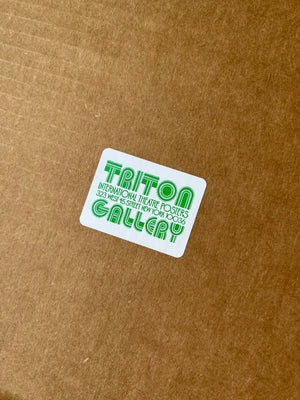 TRITON
INTERNATIONAL THEATRE POSTERS
323 WEST 45 STREET NEW YORK 10036
GALLERY